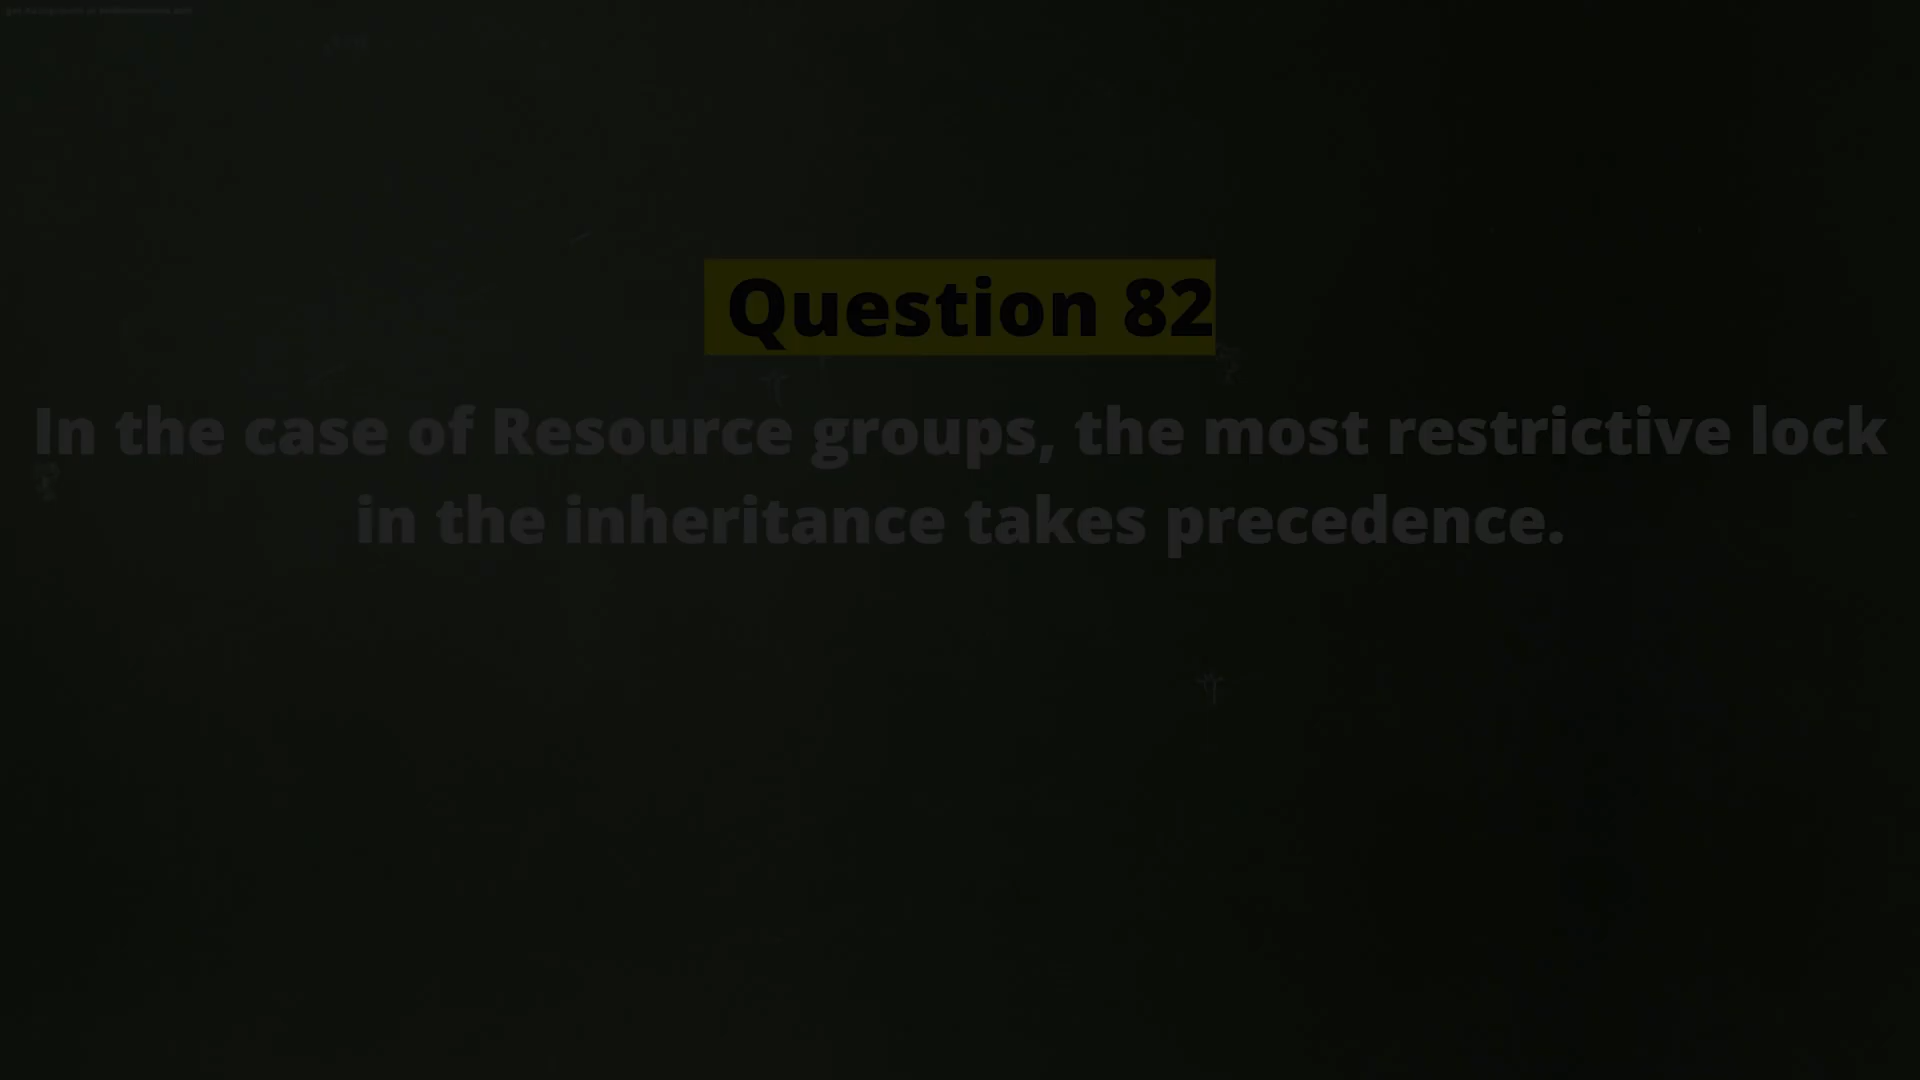 Question 82
In the case of Resource groups, the most restrictive lock
in the inheritance takes precedence.